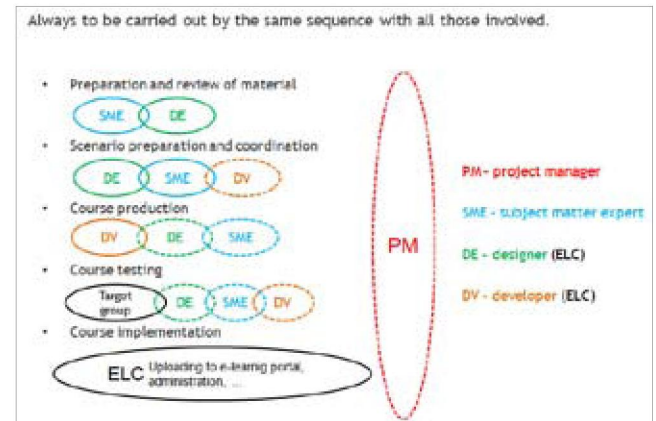 Always to be carried out by the same sequence with all those involved.
• Preparation and review of material
SME DE
• Scenario preparation and coordination
DE SME DV
• Course production
DV DE SME
• Course testing
Target group DE SME DV
• Course implementation
ELC Uploading to e-learnig portal, administration, ...
PM
PM- project manager
SME - subject matter expert
DE - designer (ELC)
DV - developer (ELC)